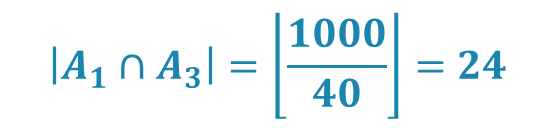 |A₁ ∩ A₃| = ⌊1000/40⌋ = 24